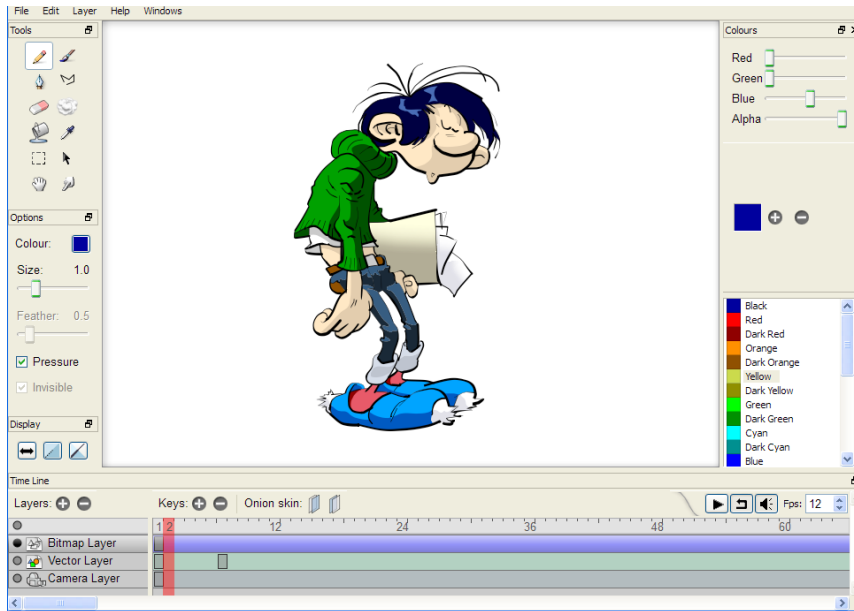 File Edit Layer Help Windows
Tools
Colours
Red
Green
Blue
Alpha
Options
Colour:
Size: 1.0
Feather: 0.5
Pressure
Invisible
Display
Black
Red
Dark Red
Orange
Dark Orange
Yellow
Dark Yellow
Green
Dark Green
Cyan
Dark Cyan
Blue
Time Line
Layers: Keys: Onion skin: Fps: 12
1 2 12 24 36 48 60
Bitmap Layer
Vector Layer
Camera Layer